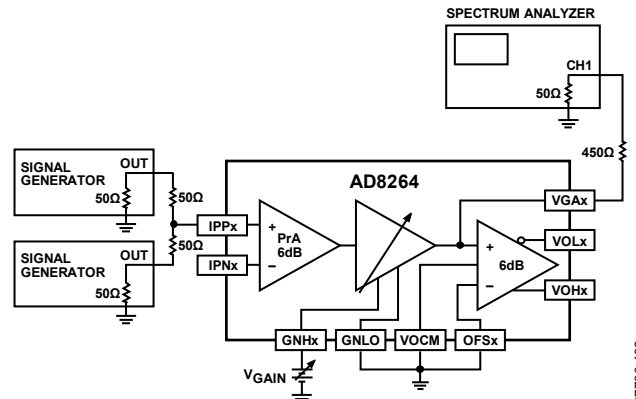 SPECTRUM ANALYZER
CH1
50Ω
450Ω
SIGNAL
GENERATOR
OUT
50Ω
50Ω
SIGNAL
GENERATOR
OUT
50Ω
50Ω
AD8264
IPPx
IPNx
+
PrA
6dB
–
+
6dB
–
VGAx
VOLx
VOHx
GNHx
GNLO
VOCM
OFSx
VGAIN